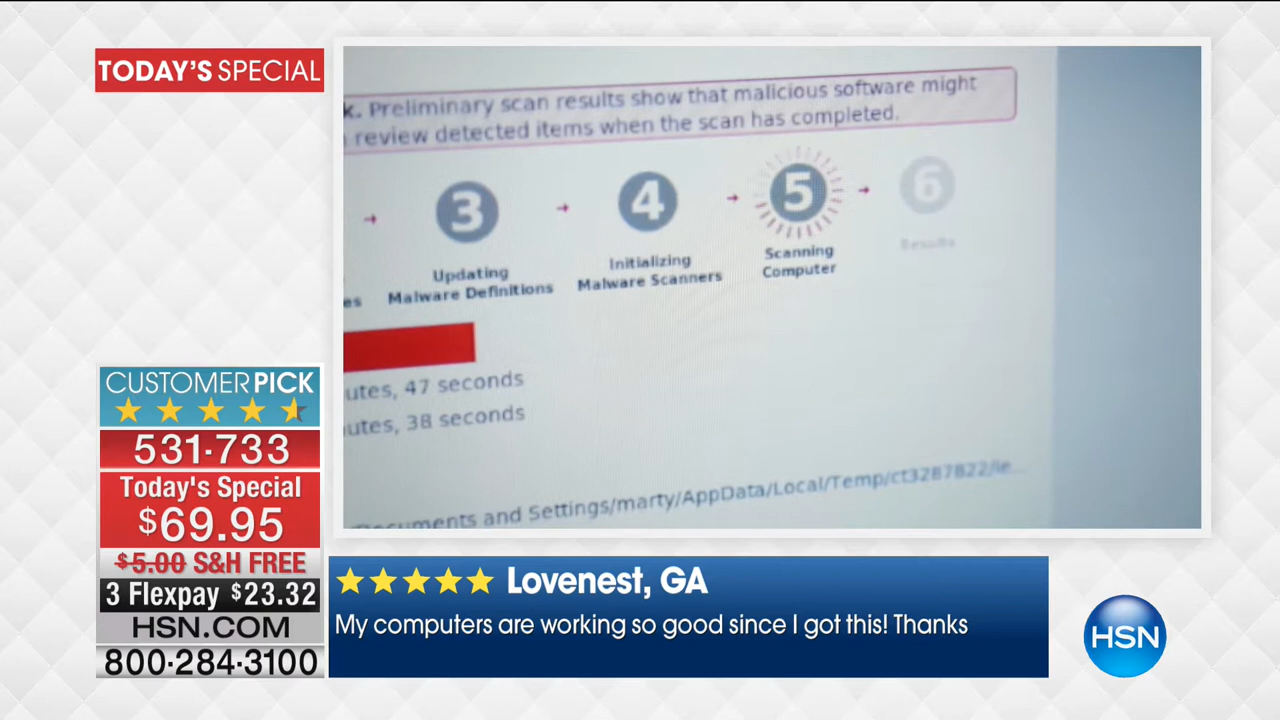 TODAY'S SPECIAL
k. Preliminary scan results show that malicious software might
review detected items when the scan has completed.
3
4
5
6
Updating
Malware Definitions
Initializing
Malware Scanners
Scanning
Computer
Results
es
utes, 47 seconds
utes, 38 seconds
Documents and Settings/marty/AppData/Local/Temp/ct3287822/ie...
CUSTOMER PICK
531·733
Today's Special
$69.95
$5.00 S&H FREE
3 Flexpay $23.32
HSN.COM
800·284·3100
Lovenest, GA
My computers are working so good since I got this! Thanks
HSN